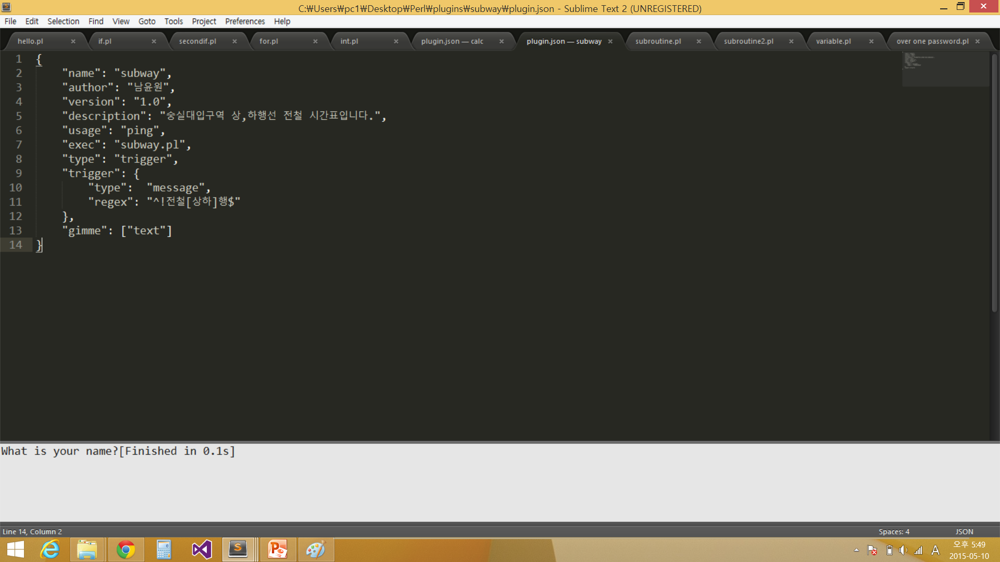 C:₩Users₩pc1₩Desktop₩Perl₩plugins₩subway₩plugin.json - Sublime Text 2 (UNREGISTERED)
File Edit Selection Find View Goto Tools Project Preferences Help
hello.pl × if.pl × secondif.pl × for.pl × int.pl × plugin.json — calc × plugin.json — subway × subroutine.pl × subroutine2.pl × variable.pl × over one password.pl ×
1 {
2 "name": "subway",
3 "author": "남윤원",
4 "version": "1.0",
5 "description": "숭실대입구역 상,하행선 전철 시간표입니다.",
6 "usage": "ping",
7 "exec": "subway.pl",
8 "type": "trigger",
9 "trigger": {
10 "type":  "message",
11 "regex": "^!전철[상하]행$"
12 },
13 "gimme": ["text"]
14 }
What is your name?[Finished in 0.1s]
Line 14, Column 2 Spaces: 4 JSON
A 오후 5:49
2015-05-10